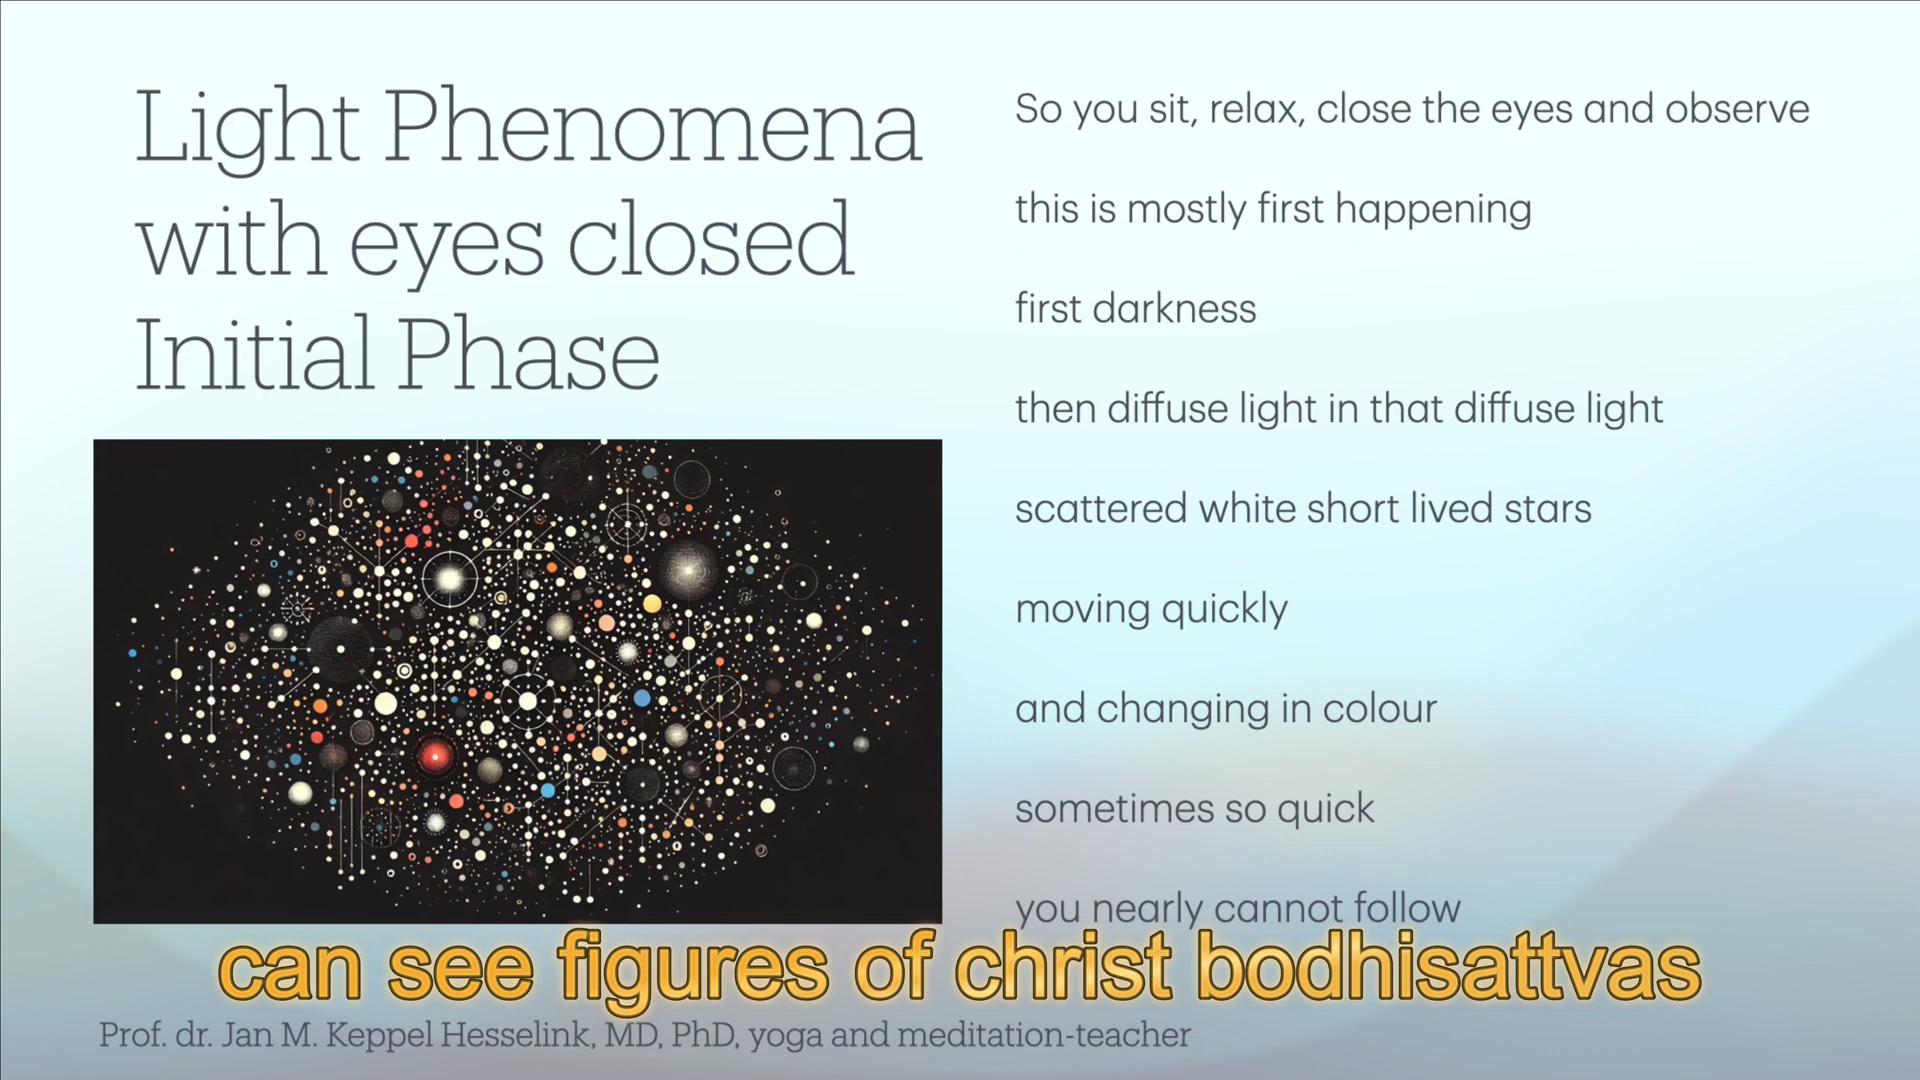 Light Phenomena
with eyes closed
Initial Phase
So you sit, relax, close the eyes and observe
this is mostly first happening
first darkness
then diffuse light in that diffuse light
scattered white short lived stars
moving quickly
and changing in colour
sometimes so quick
you nearly cannot follow
can see figures of christ bodhisattvas
Prof. dr. Jan M. Keppel Hesselink, MD, PhD, yoga and meditation-teacher